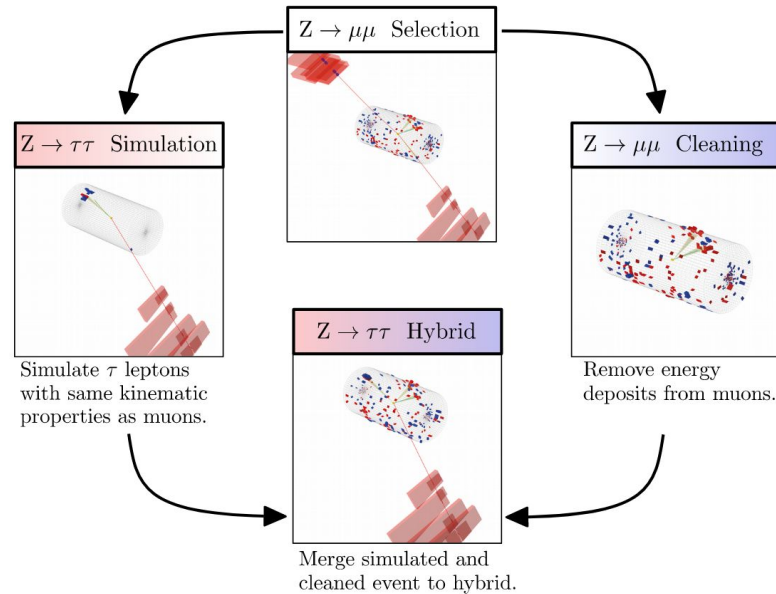 Z → μμ Selection
Z → ττ Simulation
Z → μμ Cleaning
Z → ττ Hybrid
Simulate τ leptons
with same kinematic
properties as muons.
Remove energy
deposits from muons.
Merge simulated and
cleaned event to hybrid.